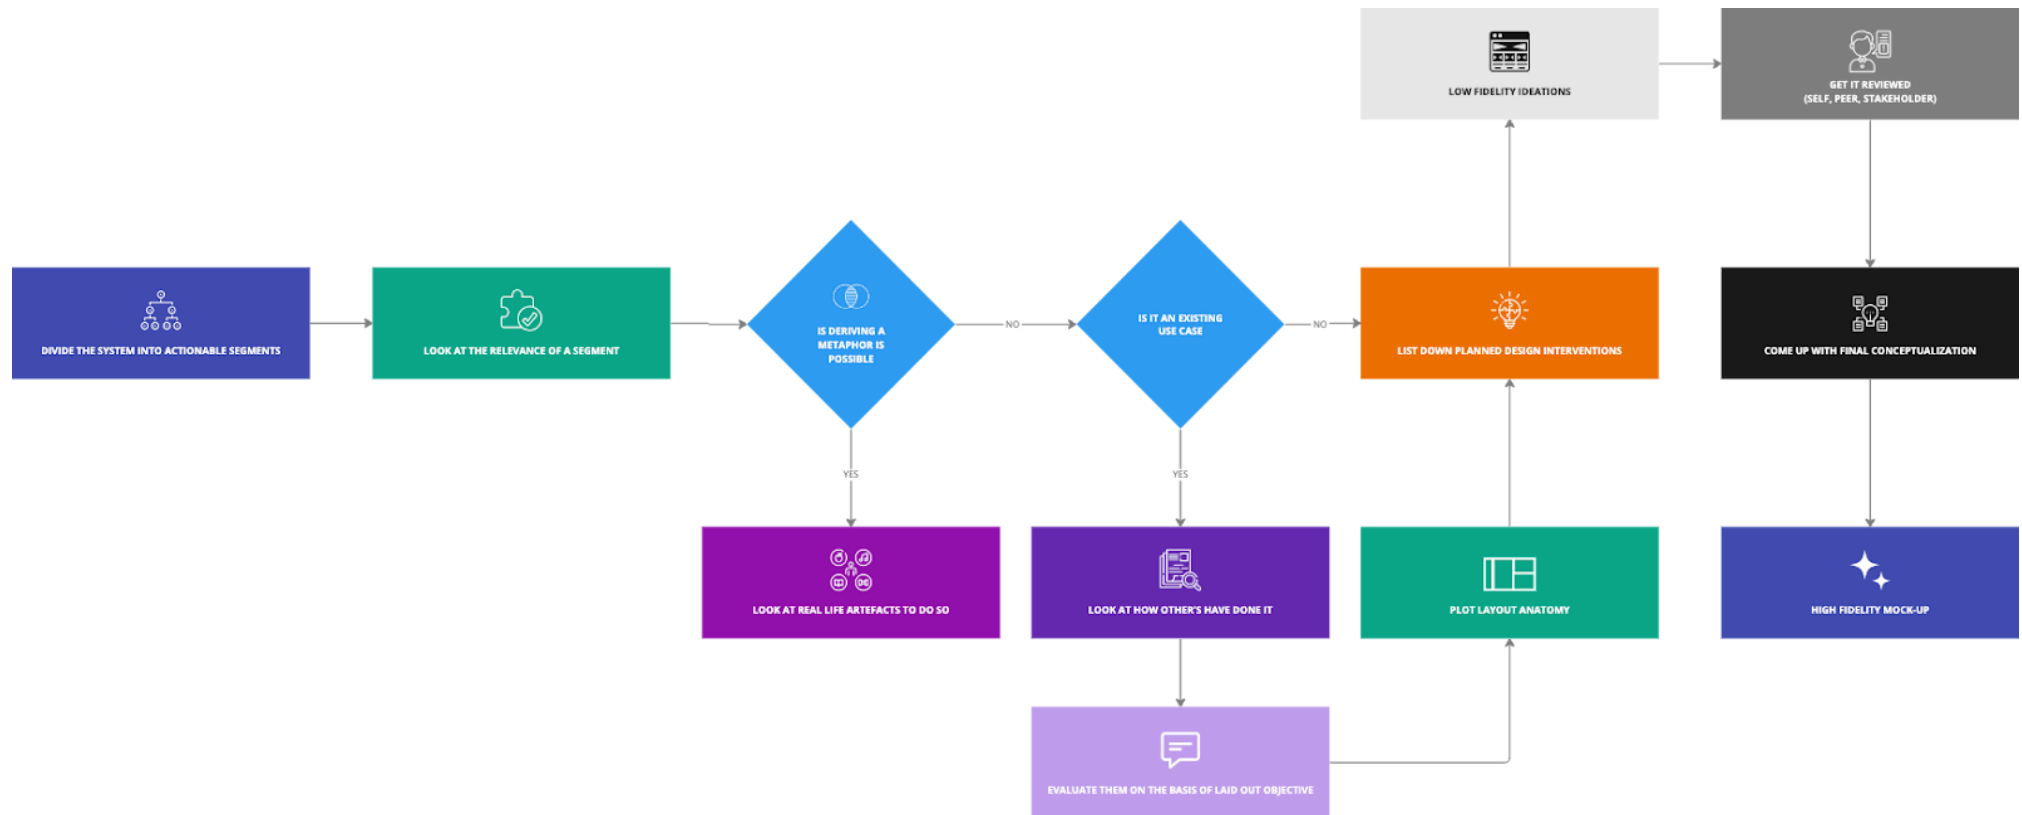 LOW FIDELITY IDEATIONS
GET IT REVIEWED
(SELF, PEER, STAKEHOLDER)
DIVIDE THE SYSTEM INTO ACTIONABLE SEGMENTS
LOOK AT THE RELEVANCE OF A SEGMENT
IS DERIVING A
METAPHOR IS
POSSIBLE
NO
IS IT AN EXISTING
USE CASE
NO
LIST DOWN PLANNED DESIGN INTERVENTIONS
COME UP WITH FINAL CONCEPTUALIZATION
YES
YES
LOOK AT REAL LIFE ARTEFACTS TO DO SO
LOOK AT HOW OTHER'S HAVE DONE IT
PLOT LAYOUT ANATOMY
HIGH FIDELITY MOCK-UP
EVALUATE THEM ON THE BASIS OF LAID OUT OBJECTIVE